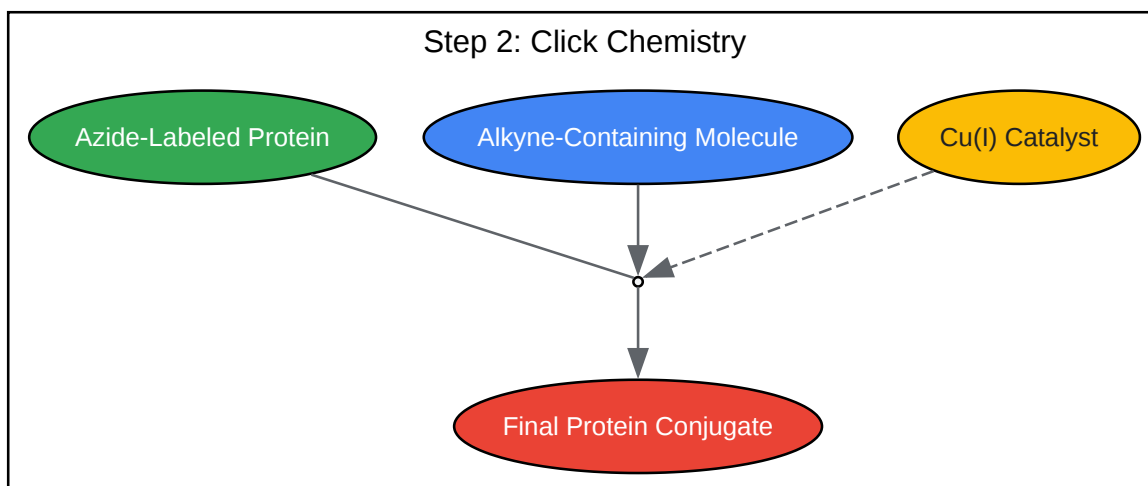 Step 2: Click Chemistry
Azide-Labeled Protein
Alkyne-Containing Molecule
Cu(I) Catalyst
Final Protein Conjugate